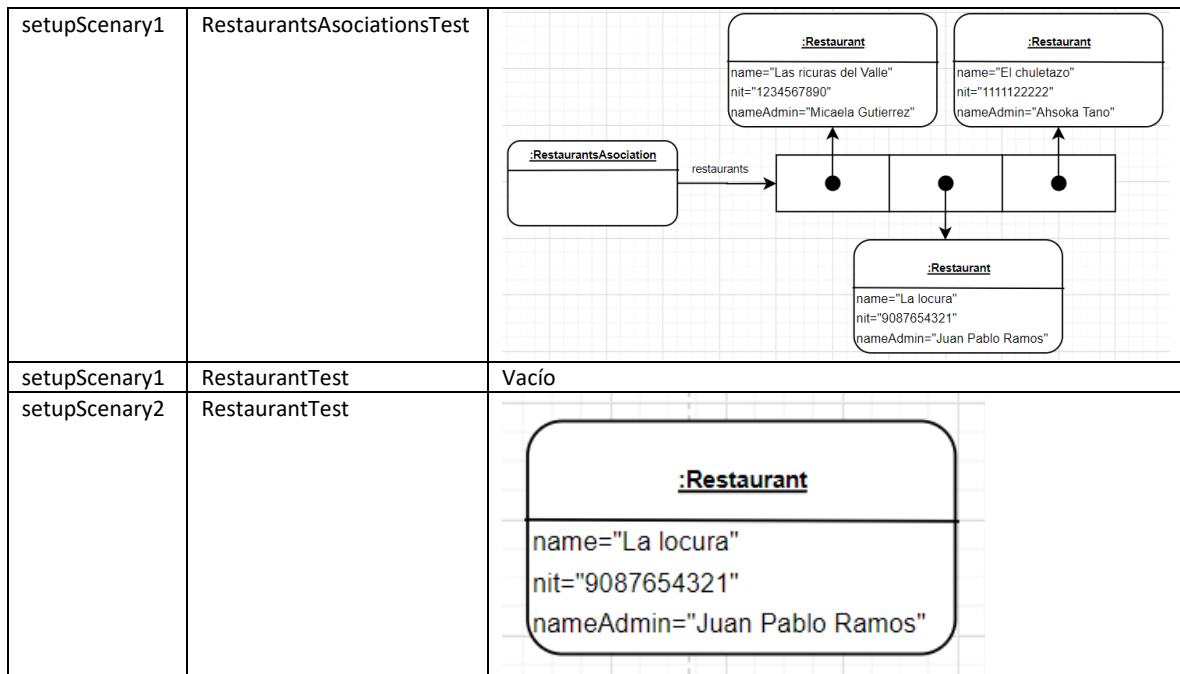 setupScenary1 RestaurantsAsociationsTest
:Restaurant
name="Las ricuras del Valle"
nit="1234567890"
nameAdmin="Micaela Gutierrez"
:Restaurant
name="El chuletazo"
nit="1111122222"
nameAdmin="Ahsoka Tano"
:RestaurantsAsociation
restaurants
:Restaurant
name="La locura"
nit="9087654321"
nameAdmin="Juan Pablo Ramos"
setupScenary1 RestaurantTest Vacío
setupScenary2 RestaurantTest
:Restaurant
name="La locura"
nit="9087654321"
nameAdmin="Juan Pablo Ramos"